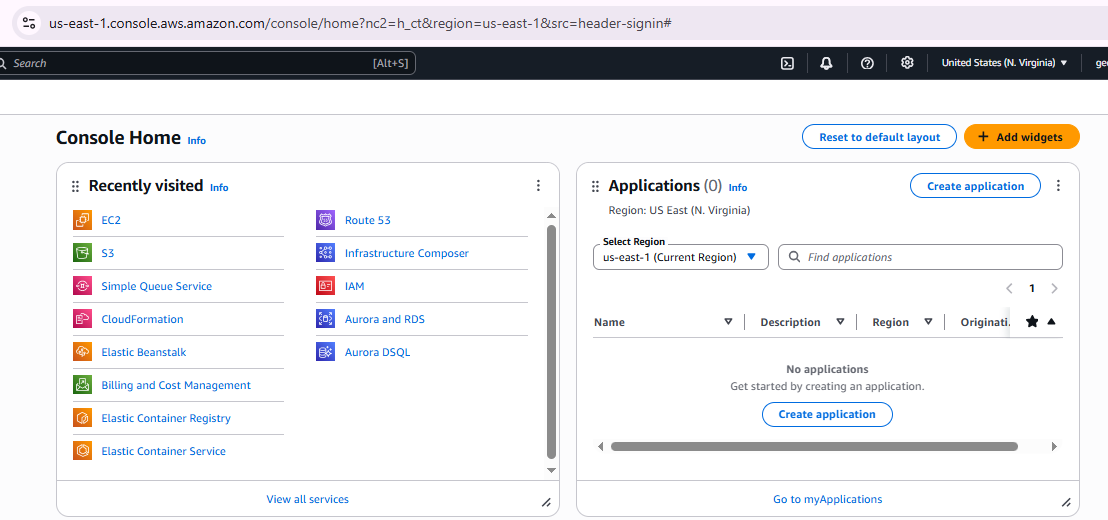 us-east-1.console.aws.amazon.com/console/home?nc2=h_ct&region=us-east-1&src=header-signin#
Search [Alt+S] United States (N. Virginia)
Console Home Info Reset to default layout Add widgets
Recently visited Info
EC2
S3
Simple Queue Service
CloudFormation
Elastic Beanstalk
Billing and Cost Management
Elastic Container Registry
Elastic Container Service
Route 53
Infrastructure Composer
IAM
Aurora and RDS
Aurora DSQL
View all services
Applications (0) Info Create application
Region: US East (N. Virginia)
Select Region
us-east-1 (Current Region) Find applications
1
Name Description Region Originati.
No applications
Get started by creating an application.
Create application
Go to myApplications